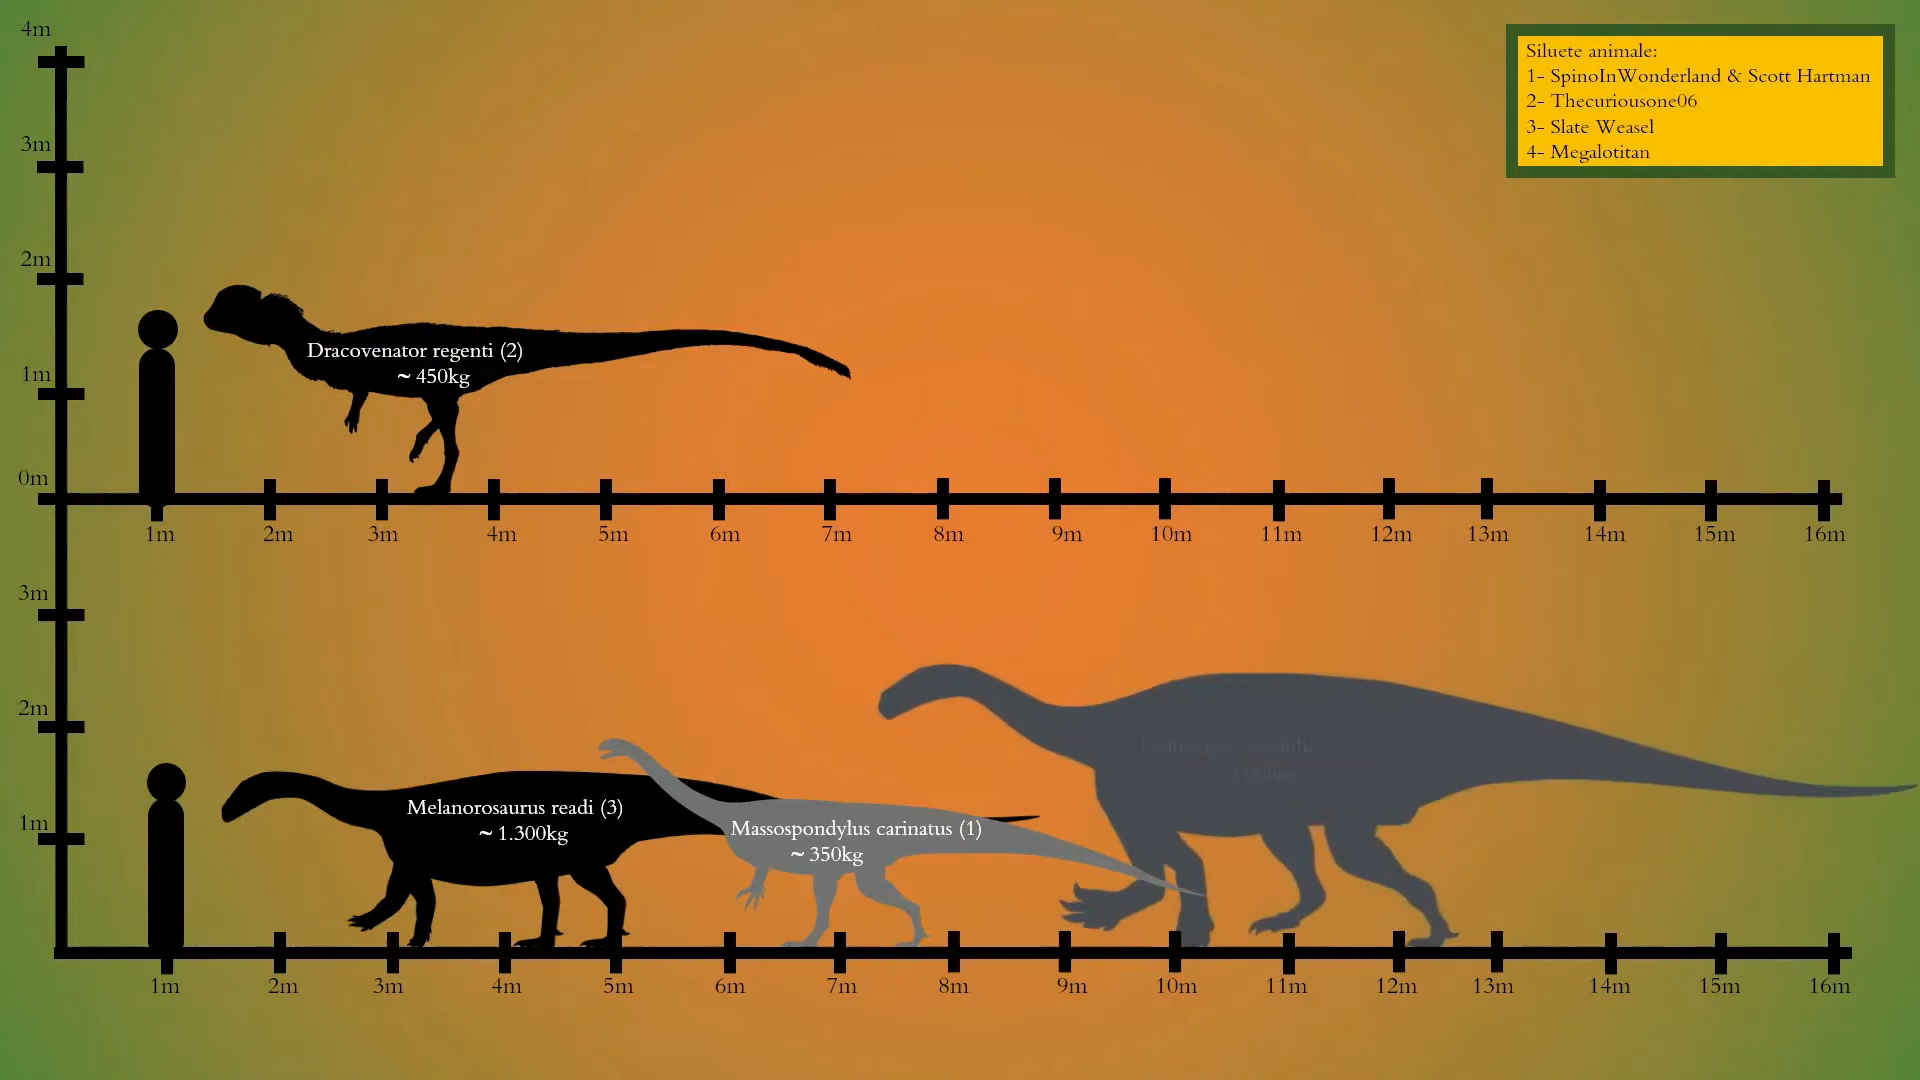 4m
3m
2m
1m
0m
Siluete animale:
1- SpinoInWonderland & Scott Hartman
2- Thecuriousone06
3- Slate Weasel
4- Megalotitan
Dracovenator regenti (2)
~ 450kg
1m 2m 3m 4m 5m 6m 7m 8m 9m 10m 11m 12m 13m 14m 15m 16m
3m
2m
1m
Melanorosaurus readi (3)
~ 1.300kg
Massospondylus carinatus (1)
~ 350kg
1m 2m 3m 4m 5m 6m 7m 8m 9m 10m 11m 12m 13m 14m 15m 16m